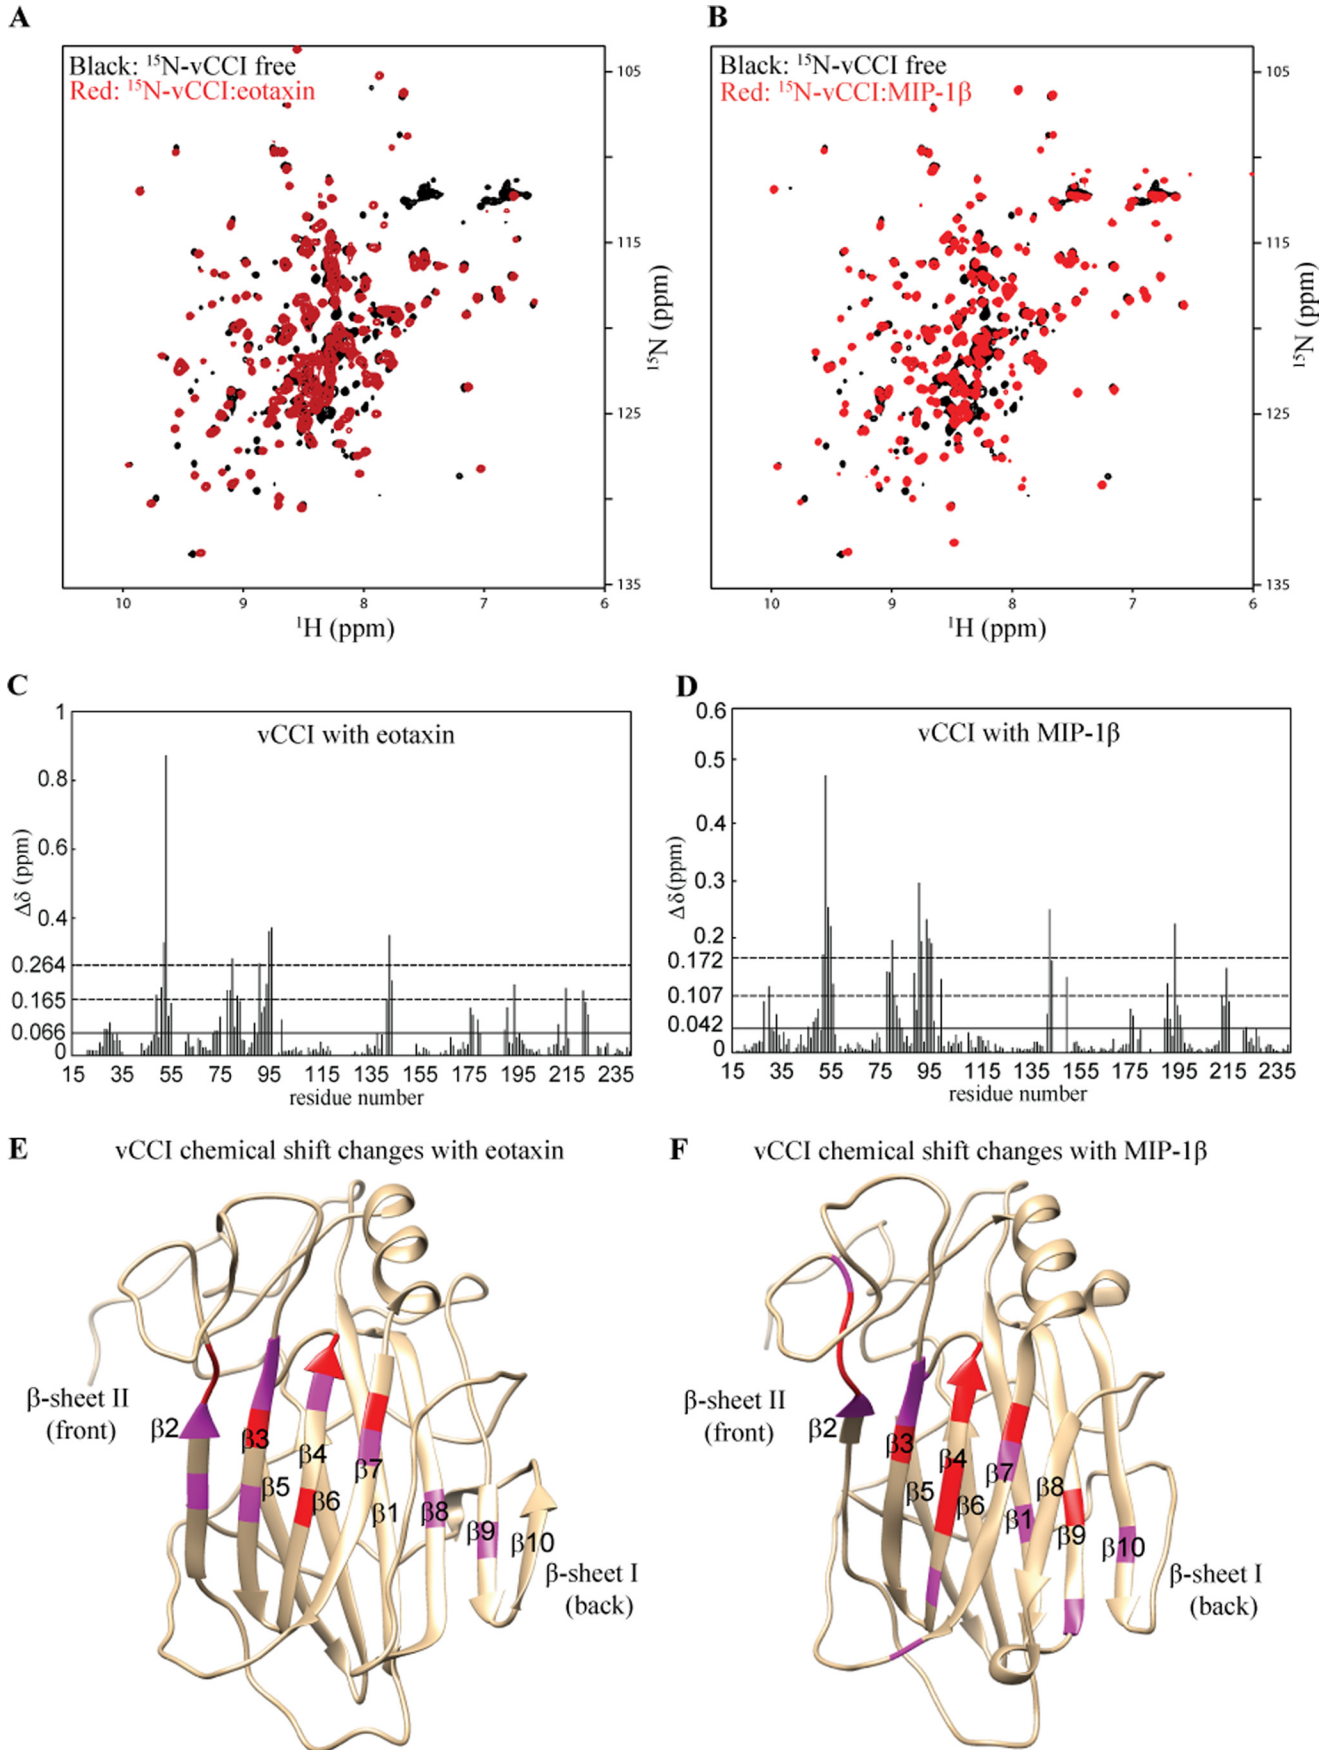 A
Black: ¹⁵N-vCCI free
Red: ¹⁵N-vCCI:eotaxin
105
115
125
135
¹⁵N (ppm)
10 9 8 7 6
¹H (ppm)
B
Black: ¹⁵N-vCCI free
Red: ¹⁵N-vCCI:MIP-1β
105
115
125
135
¹⁵N (ppm)
10 9 8 7 6
¹H (ppm)
C
vCCI with eotaxin
Δδ (ppm)
1
0.8
0.6
0.4
0.264
0.165
0.066
0
15 35 55 75 95 115 135 155 175 195 215 235
residue number
D
vCCI with MIP-1β
Δδ(ppm)
0.6
0.5
0.4
0.3
0.2
0.172
0.107
0.042
0
15 35 55 75 95 115 135 155 175 195 215 235
residue number
E
vCCI chemical shift changes with eotaxin
β-sheet II
(front)
β2
β3
β4
β5
β6
β7
β1
β8
β9
β10
β-sheet I
(back)
F
vCCI chemical shift changes with MIP-1β
β-sheet II
(front)
β2
β3
β4
β5
β6
β7
β1
β8
β9
β10
β-sheet I
(back)